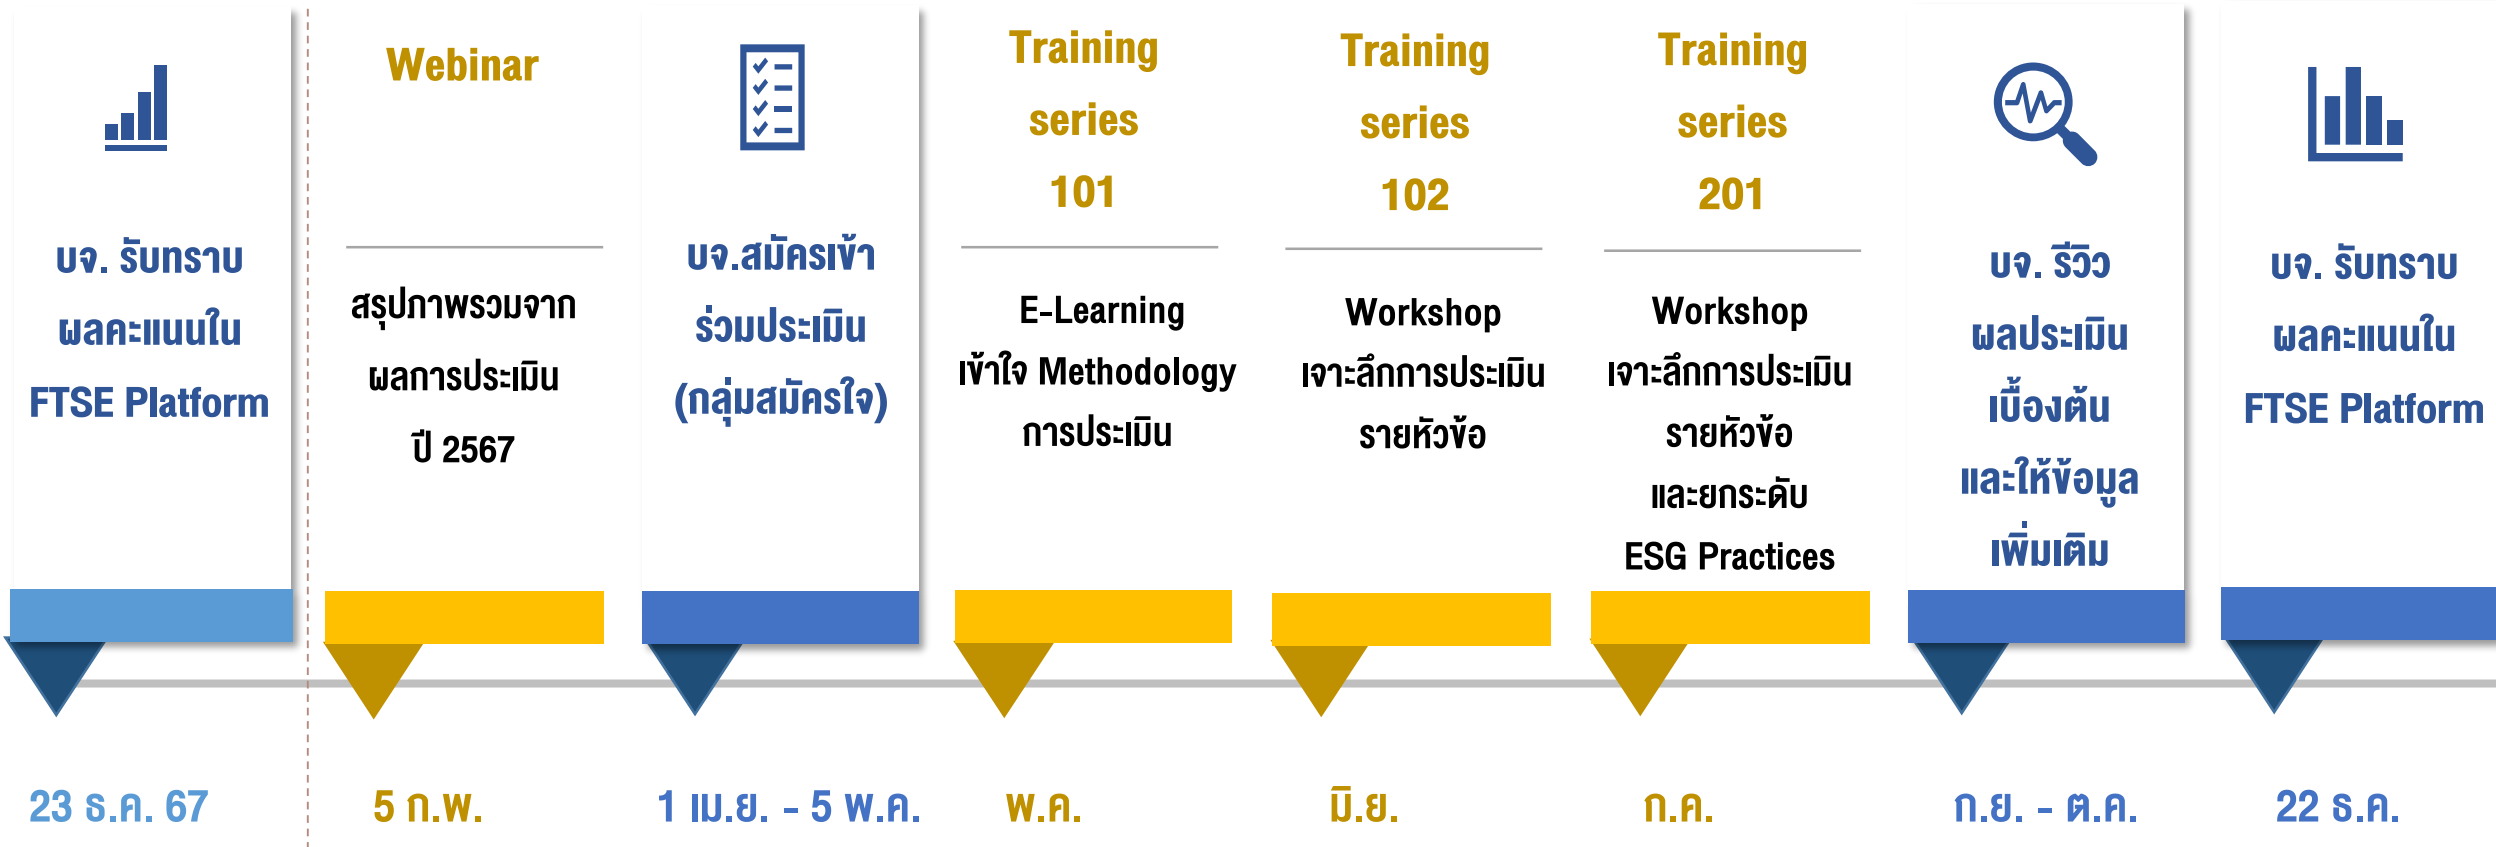 บจ. รับทราบ
ผลคะแนนใน
FTSE Platform
23 ธ.ค. 67
Webinar
สรุปภาพรวมจาก
ผลการประเมิน
ปี 2567
5 ก.พ.
บจ.สมัครเข้า
ร่วมประเมิน
(กลุ่มสมัครใจ)
1 เม.ย. - 5 พ.ค.
Training
series
101
E-Learning
เข้าใจ Methodology
การประเมิน
พ.ค.
Training
series
102
Workshop
เจาะลึกการประเมิน
รายหัวข้อ
มิ.ย.
Training
series
201
Workshop
เจาะลึกการประเมิน
รายหัวข้อ
และยกระดับ
ESG Practices
ก.ค.
บจ. รีวิว
ผลประเมิน
เบื้องต้น
และให้ข้อมูล
เพิ่มเติม
ก.ย. - ต.ค.
บจ. รับทราบ
ผลคะแนนใน
FTSE Platform
22 ธ.ค.